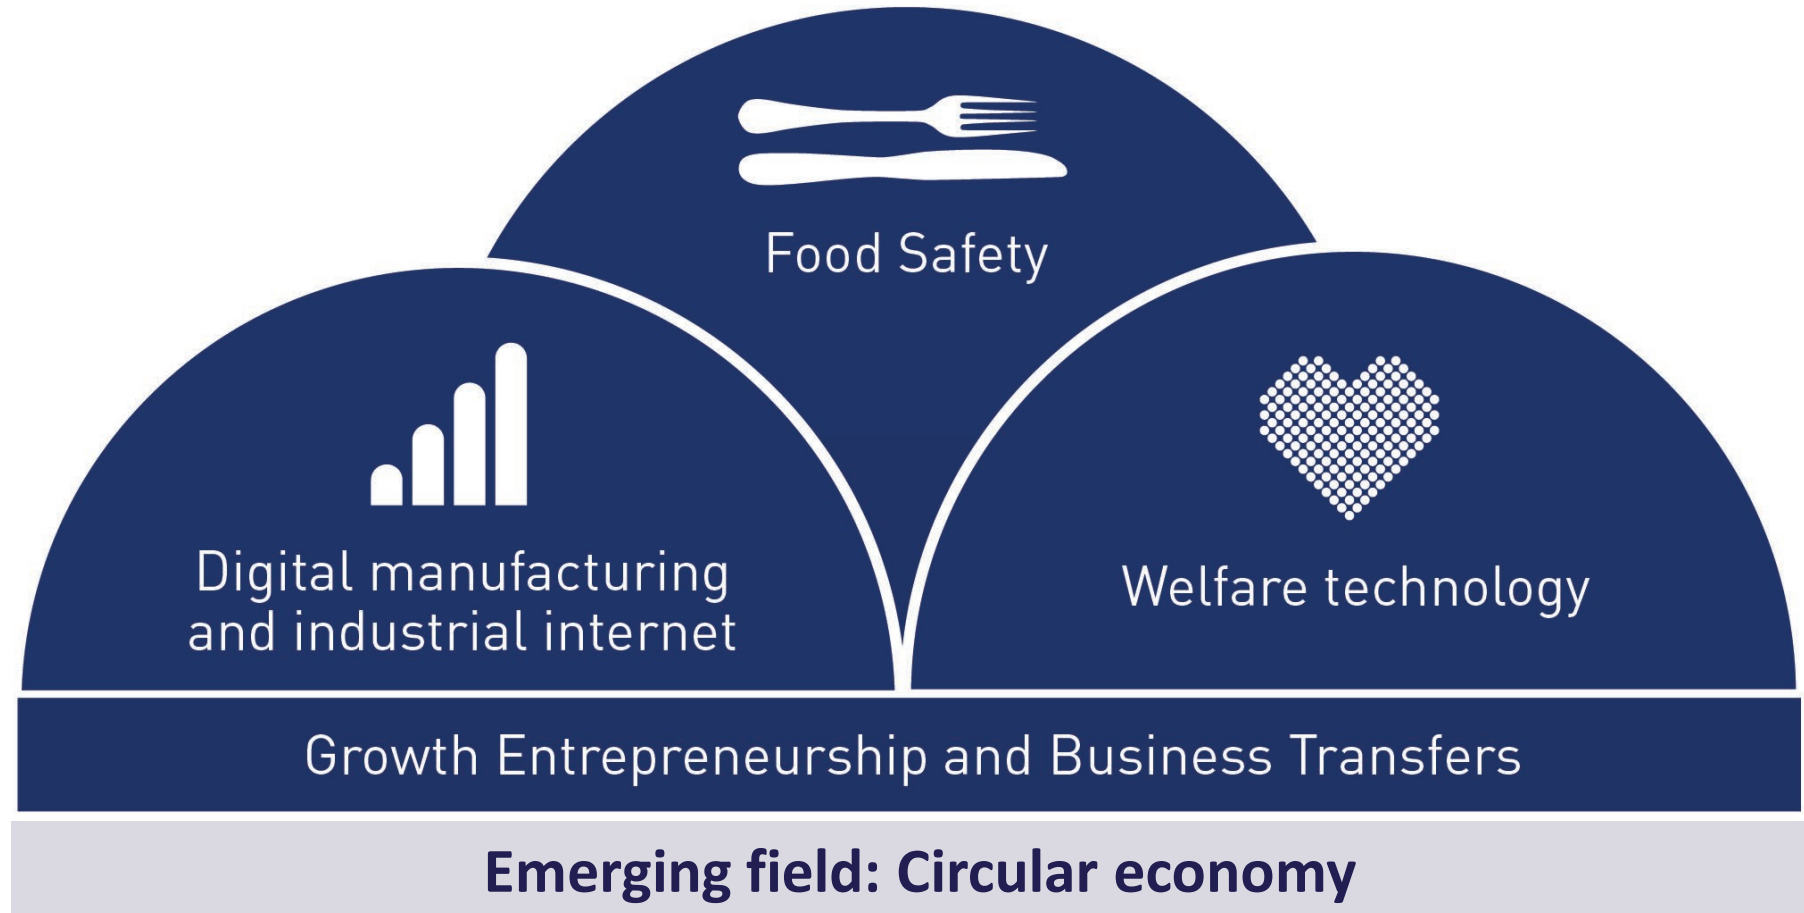 Food Safety
Digital manufacturing
and industrial internet
Welfare technology
Growth Entrepreneurship and Business Transfers
Emerging field: Circular economy